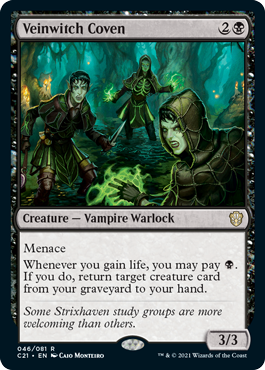 Veinwitch Coven 2
Creature — Vampire Warlock
Menace
Whenever you gain life, you may pay .
If you do, return target creature card
from your graveyard to your hand.
Some Strixhaven study groups are more
welcoming than others.
3/3
046/081 R
C21 • EN Caio Monteiro
™ & © 2021 Wizards of the Coast